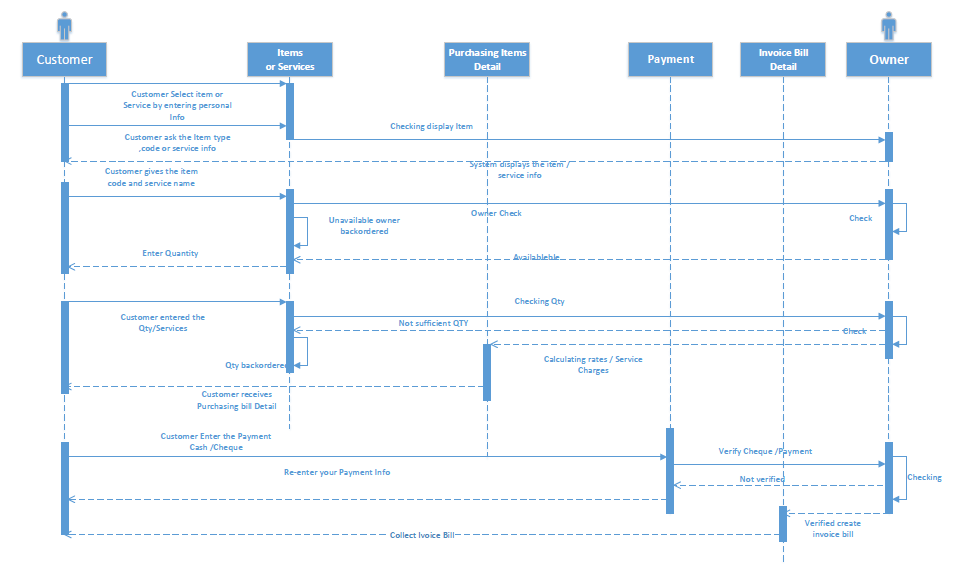 Customer
Items
or Services
Purchasing Items
Detail
Payment
Invoice Bill
Detail
Owner
Customer Select item or
Service by entering personal
Info
Checking display Item
Customer ask the Item type
,code or service info
System displays the item /
service info
Customer gives the item
code and service name
Owner Check
Check
Unavailable owner
backordered
Enter Quantity
Availableble
Checking Qty
Customer entered the
Qty/Services
Not sufficient QTY
Check
Qty backordered
Calculating rates / Service
Charges
Customer receives
Purchasing bill Detail
Customer Enter the Payment
Cash /Cheque
Verify Cheque /Payment
Re-enter your Payment Info
Not verified
Checking
Verified create
invoice bill
Collect Ivoice Bill